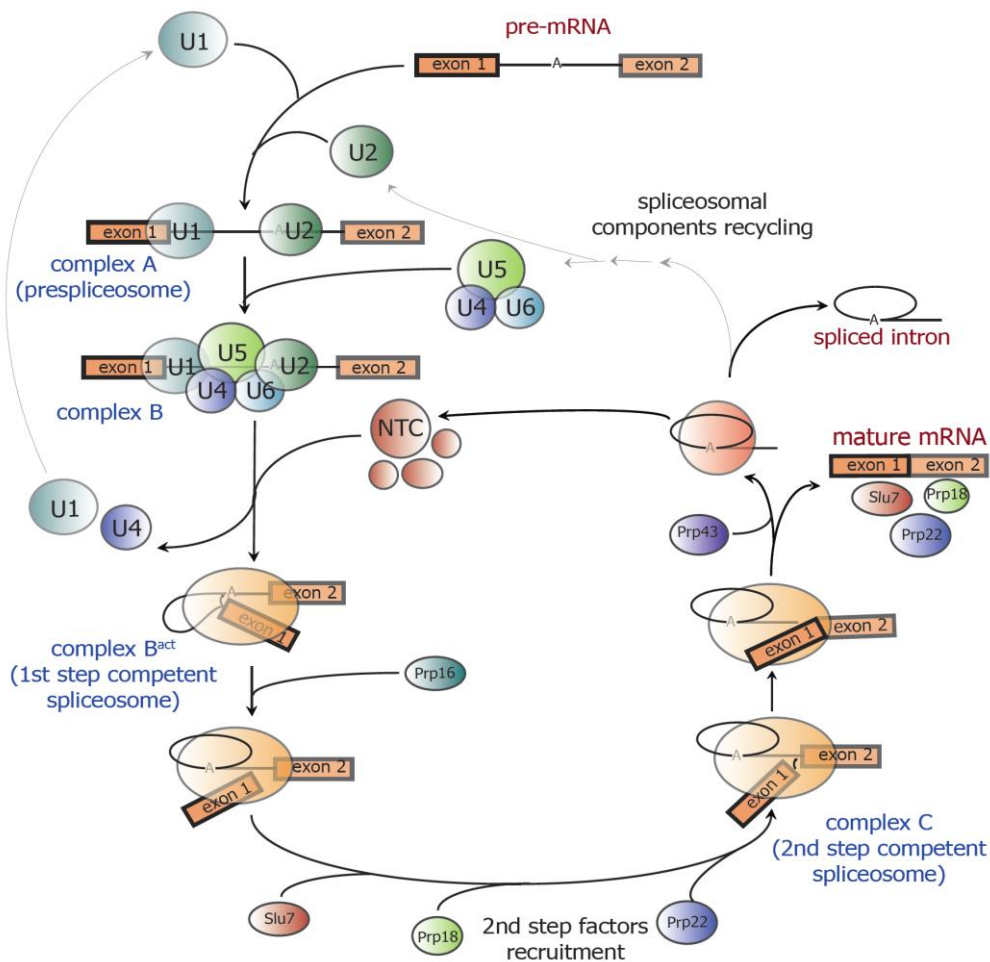 U1
pre-mRNA
exon 1
A
exon 2
U2
spliceosomal
components recycling
exon 1
U1
A
U2
exon 2
complex A
(prespliceosome)
U5
U4
U6
A
spliced intron
exon 1
U1
U5
A
U2
exon 2
U4
U6
complex B
NTC
A
mature mRNA
exon 1
exon 2
Slu7
Prp18
Prp22
U1
U4
Prp43
A
exon 2
exon 1
A
exon 1
exon 2
complex Bact
(1st step competent
spliceosome)
Prp16
A
exon 2
exon 1
A
exon 2
exon 1
complex C
(2nd step competent
spliceosome)
Slu7
Prp18
2nd step factors
recruitment
Prp22